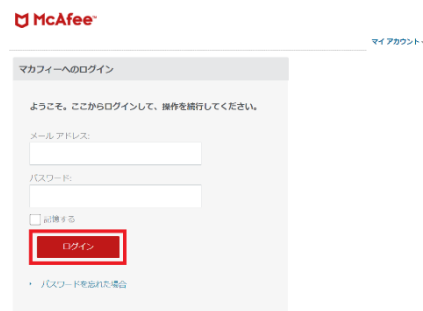 McAfee™
マイ アカウント
マカフィーへのログイン
ようこそ。ここからログインして、操作を続行してください。
メール アドレス:
パスワード:
記憶する
ログイン
パスワードを忘れた場合